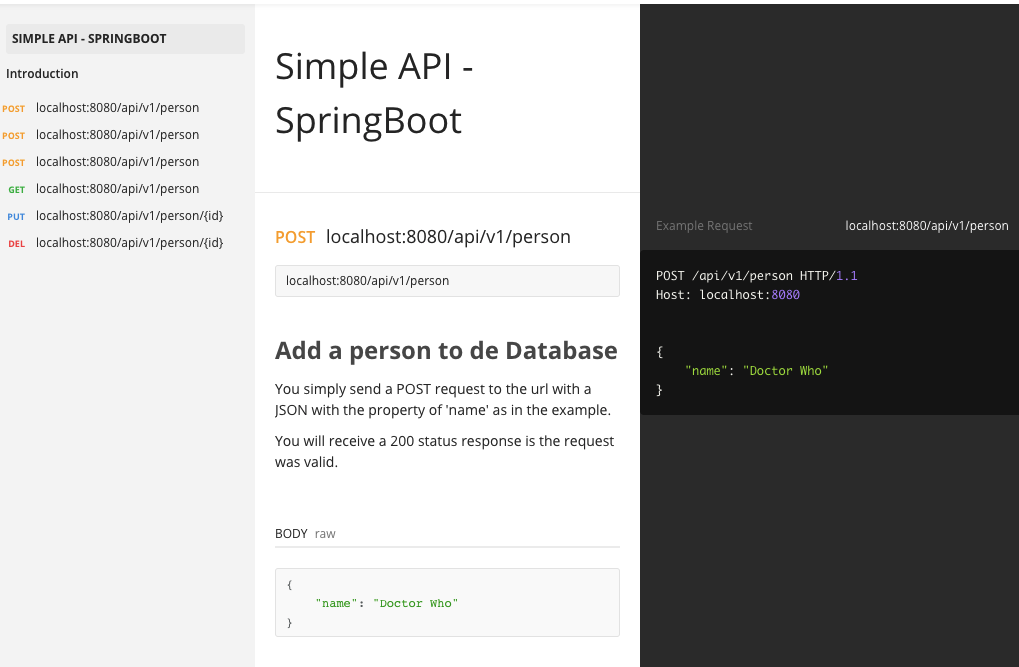 SIMPLE API - SPRINGBOOT
Introduction
POST localhost:8080/api/v1/person
POST localhost:8080/api/v1/person
POST localhost:8080/api/v1/person
GET localhost:8080/api/v1/person
PUT localhost:8080/api/v1/person/{id}
DEL localhost:8080/api/v1/person/{id}
Simple API -
SpringBoot
POST localhost:8080/api/v1/person
localhost:8080/api/v1/person
Add a person to de Database
You simply send a POST request to the url with a
JSON with the property of 'name' as in the example.
You will receive a 200 status response is the request
was valid.
BODY raw
{
"name": "Doctor Who"
}
Example Request localhost:8080/api/v1/person
POST /api/v1/person HTTP/1.1
Host: localhost:8080
{
"name": "Doctor Who"
}